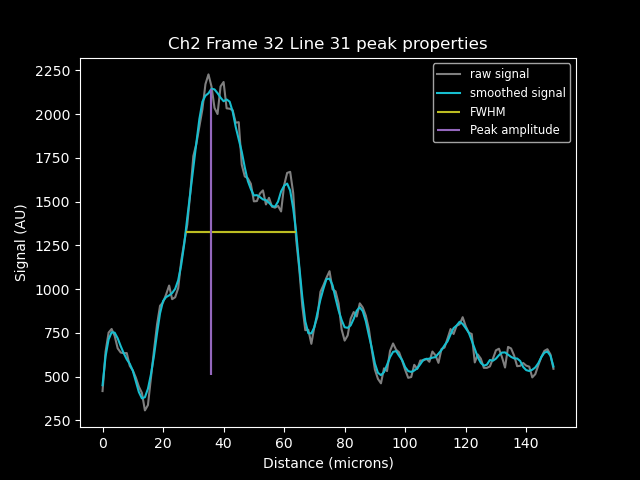 Ch2 Frame 32 Line 31 peak properties
raw signal
smoothed signal
FWHM
Peak amplitude
Signal (AU)
2250
2000
1750
1500
1250
1000
750
500
250
0 20 40 60 80 100 120 140
Distance (microns)